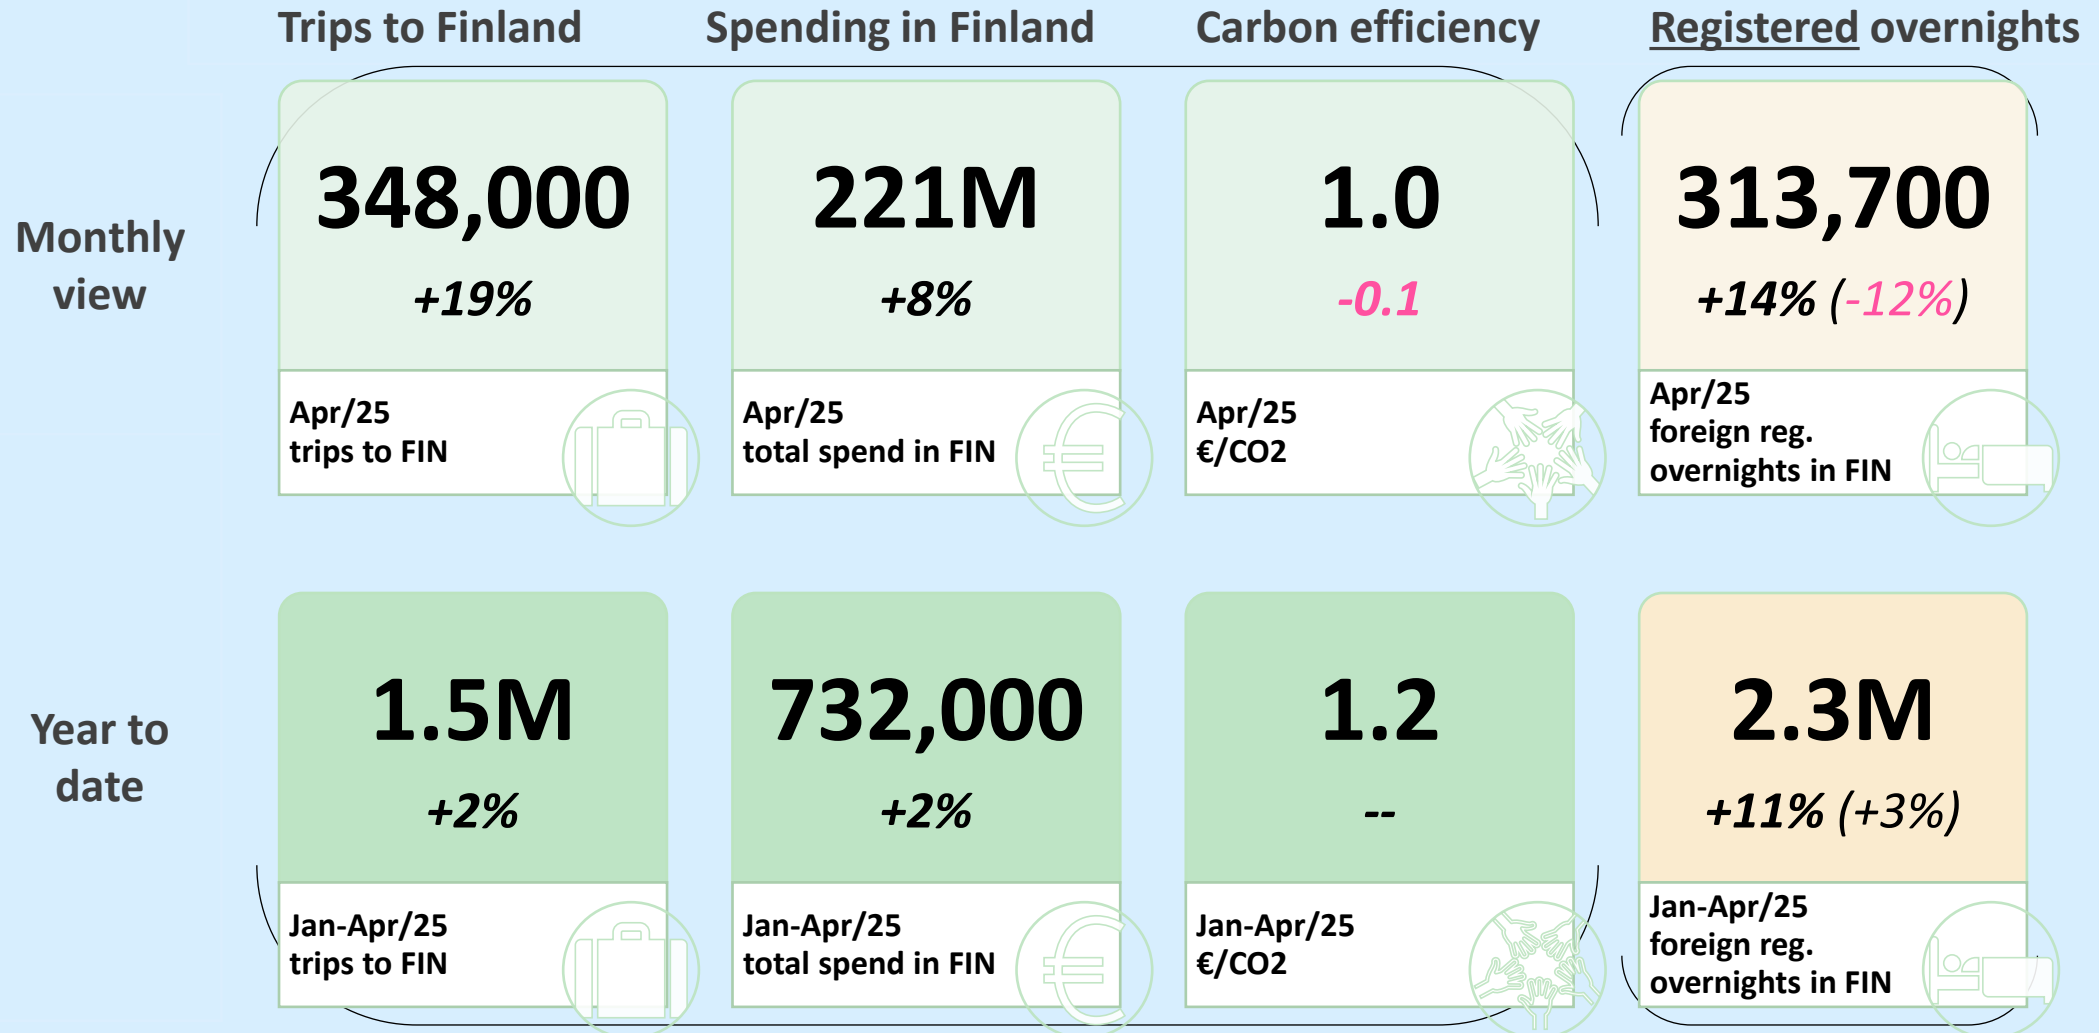 Trips to Finland
Spending in Finland
Carbon efficiency
Registered overnights
Monthly
view
348,000
+19%
Apr/25
trips to FIN
221M
+8%
Apr/25
total spend in FIN
1.0
-0.1
Apr/25
€/CO2
313,700
+14% (-12%)
Apr/25
foreign reg.
overnights in FIN
Year to
date
1.5M
+2%
Jan-Apr/25
trips to FIN
732,000
+2%
Jan-Apr/25
total spend in FIN
1.2
--
Jan-Apr/25
€/CO2
2.3M
+11% (+3%)
Jan-Apr/25
foreign reg.
overnights in FIN